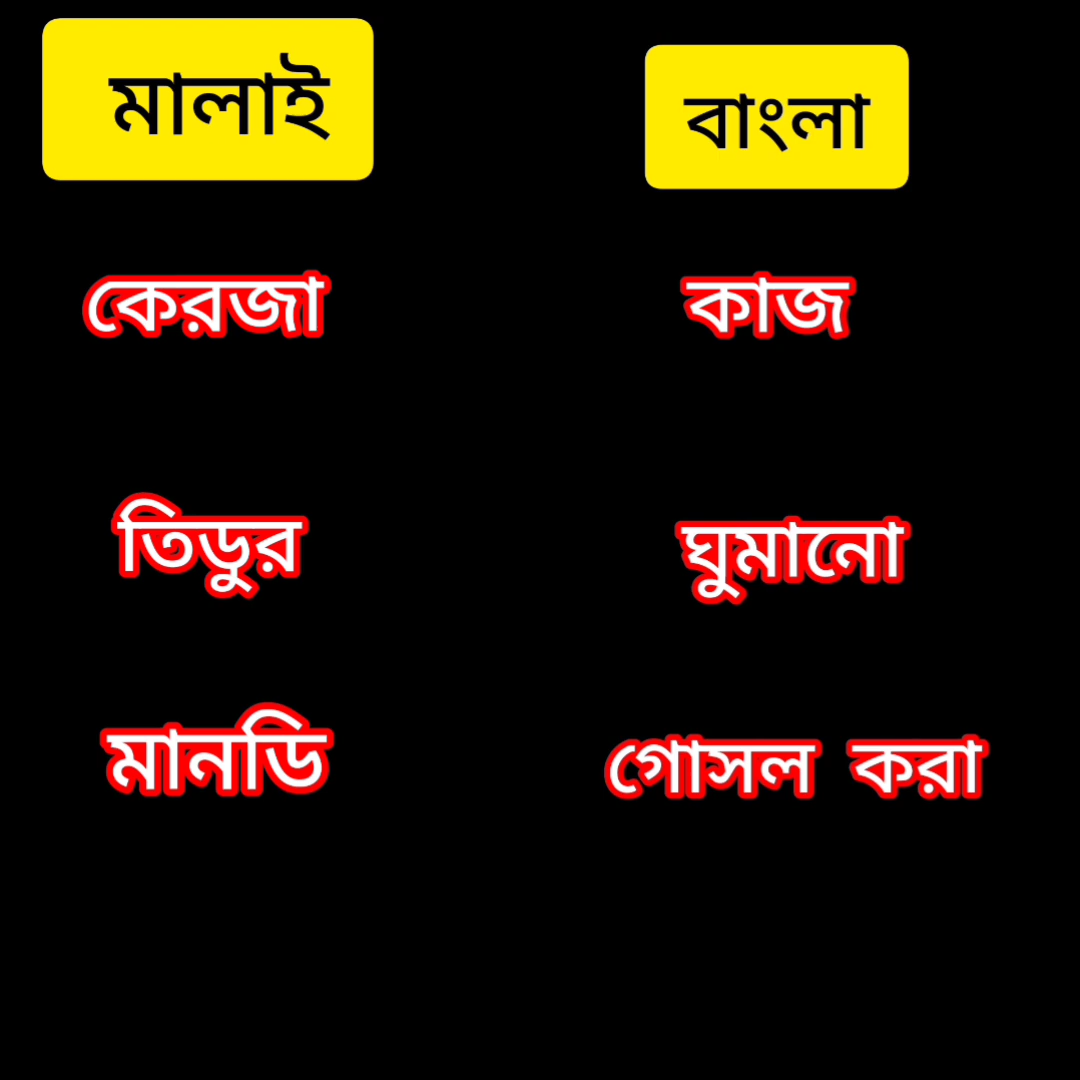 মালাই বাংলা
কেরজা কাজ
তিডুর ঘুমানো
মানডি গোসল করা